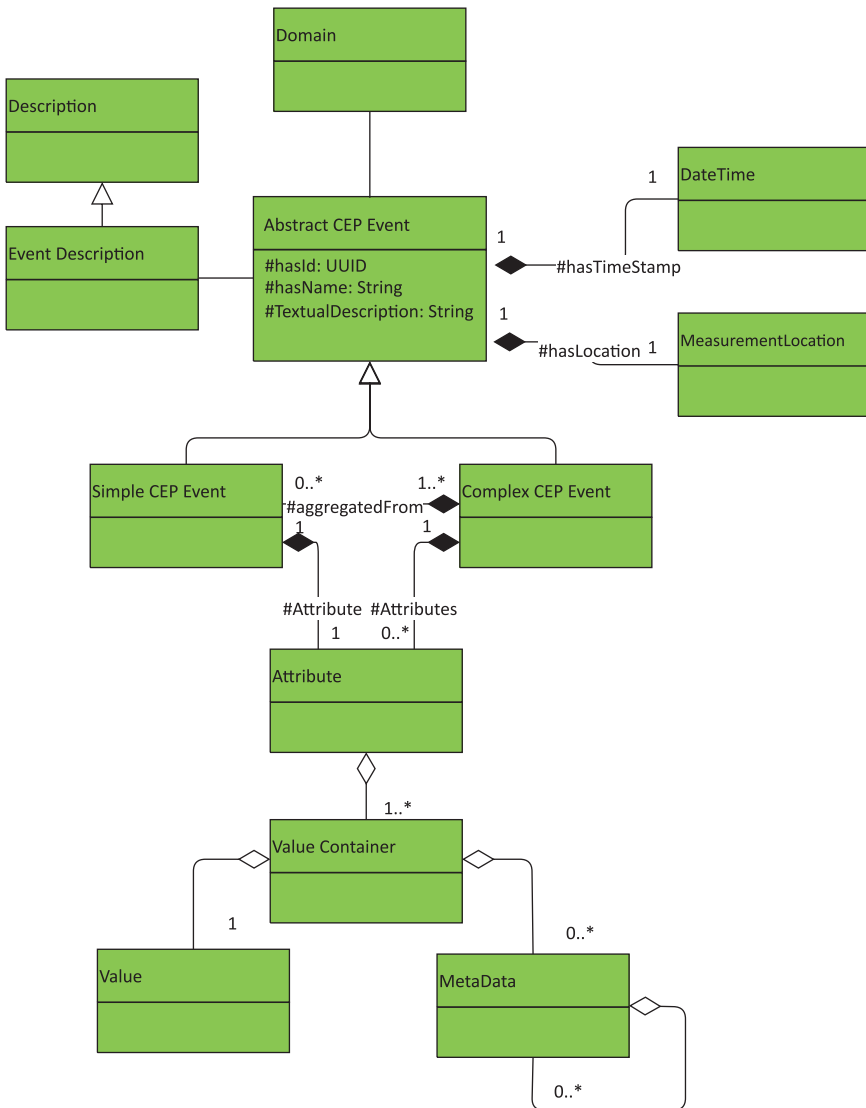 Domain
Description
DateTime
1
Abstract CEP Event
1
Event Description
#hasId: UUID
#hasTimeStamp
#hasName: String
#TextualDescription: String
1
MeasurementLocation
#hasLocation
1
Simple CEP Event
0..*
1..*
Complex CEP Event
#aggregatedFrom
1
1
#Attribute
#Attributes
1
0..*
Attribute
1..*
Value Container
1
0..*
Value
MetaData
0..*